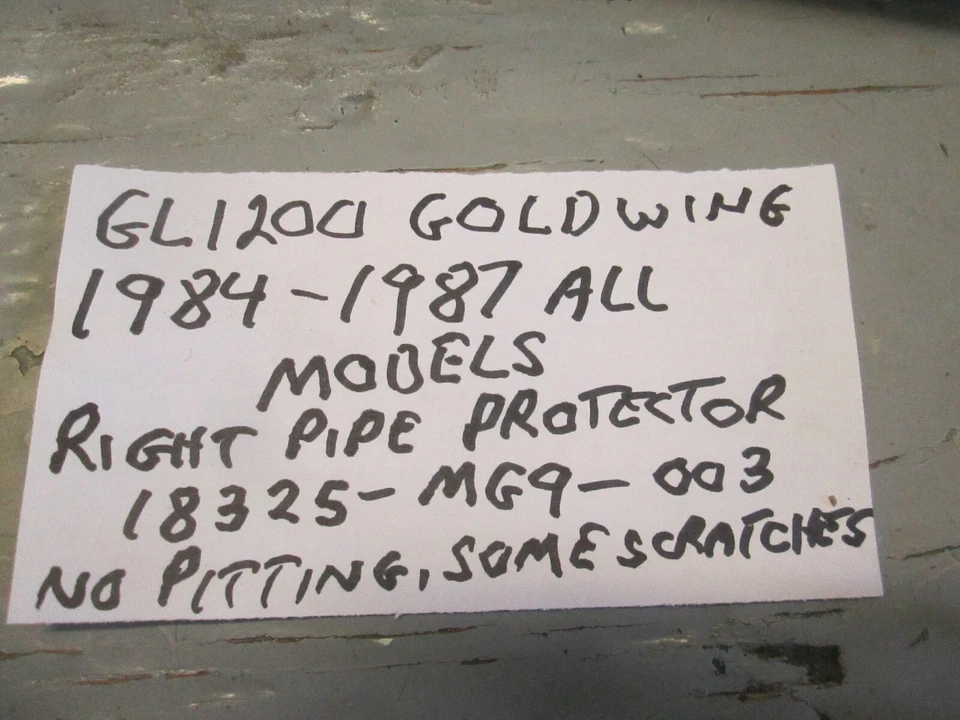 GL1200 GOLDWING
1984-1987 ALL
MODELS
RIGHT PIPE PROTECTOR
18325-MG9-003
NO PITTING, SOME SCRATCHES